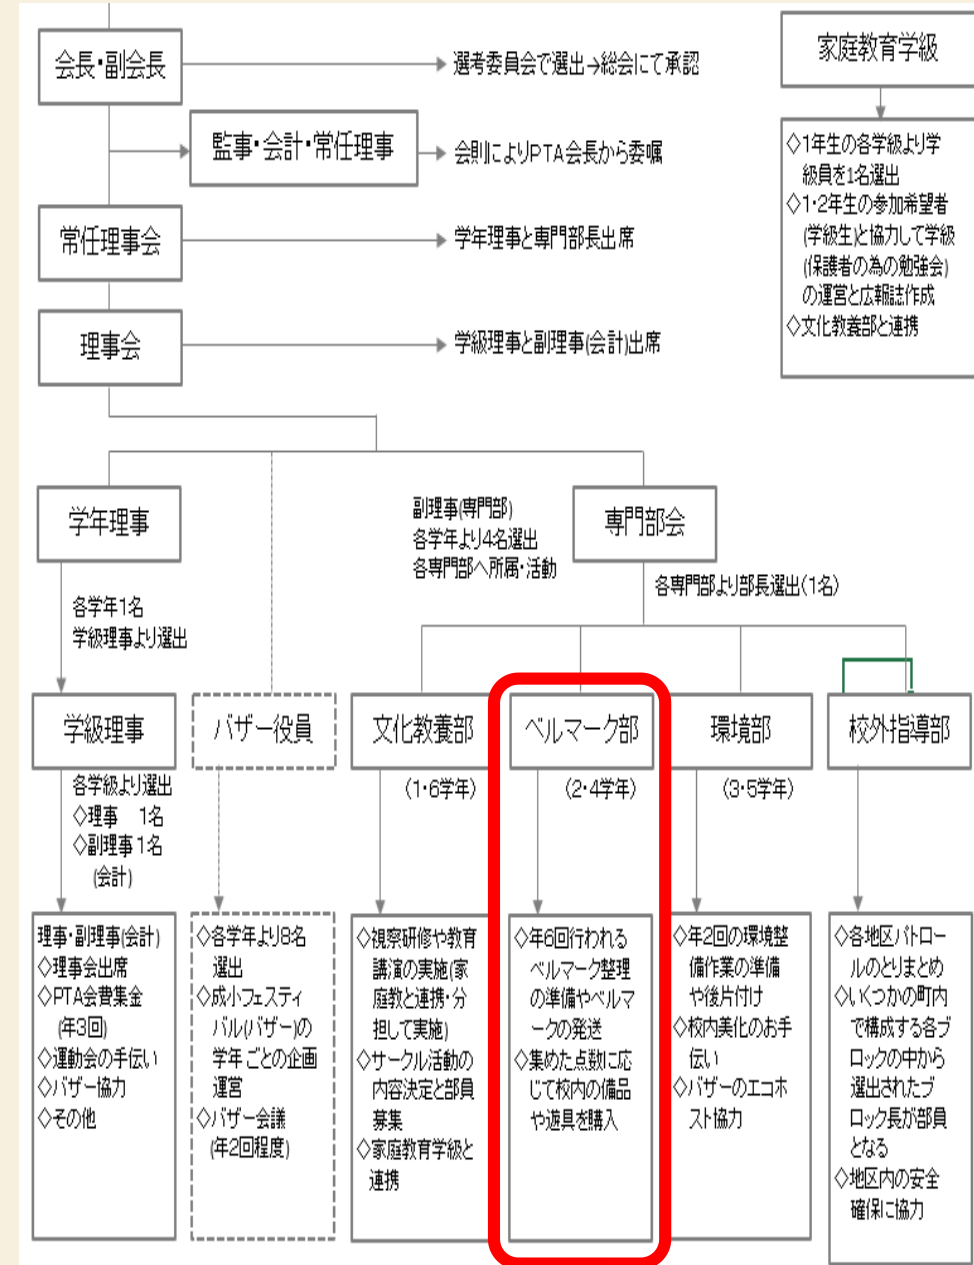 会長・副会長
選考委員会で選出→総会にて承認
監事・会計・常任理事
会則によりPTA会長から委嘱
常任理事会
学年理事と専門部長出席
理事会
学級理事と副理事(会計)出席
家庭教育学級
◇1年生の各学級より学
級員を1名選出
◇1・2年生の参加希望者
(学級生)と協力して学級
(保護者の為の勉強会)
の運営と広報誌作成
◇文化教養部と連携
学年理事
各学年1名
学級理事より選出
副理事(専門部)
各学年より4名選出
各専門部へ所属・活動
専門部会
各専門部より部長選出(1名)
学級理事
各学級より選出
◇理事 1名
◇副理事1名
(会計)
理事・副理事(会計)
◇理事会出席
◇PTA会費集金
(年3回)
◇運動会の手伝い
◇バザー協力
◇その他
バザー役員
◇各学年より8名
選出
◇成小フェスティ
バル(バザー)の
学年ごとの企画
運営
◇バザー会議
(年2回程度)
文化教養部
(1・6学年)
◇視察研修や教育
講演の実施(家
庭教と連携・分
担して実施)
◇サークル活動の
内容決定と部員
募集
◇家庭教育学級と
連携
ベルマーク部
(2・4学年)
◇年6回行われる
ベルマーク整理
の準備やベルマ
ークの発送
◇集めた点数に応
じて校内の備品
や遊具を購入
環境部
(3・5学年)
◇年2回の環境整
備作業の準備
や後片付け
◇校内美化のお手
伝い
◇バザーのエコホ
スト協力
校外指導部
◇各地区パトロー
ルのとりまとめ
◇いくつかの町内
で構成する各ブ
ロックの中から
選出されたブ
ロック長が部員
となる
◇地区内の安全
確保に協力